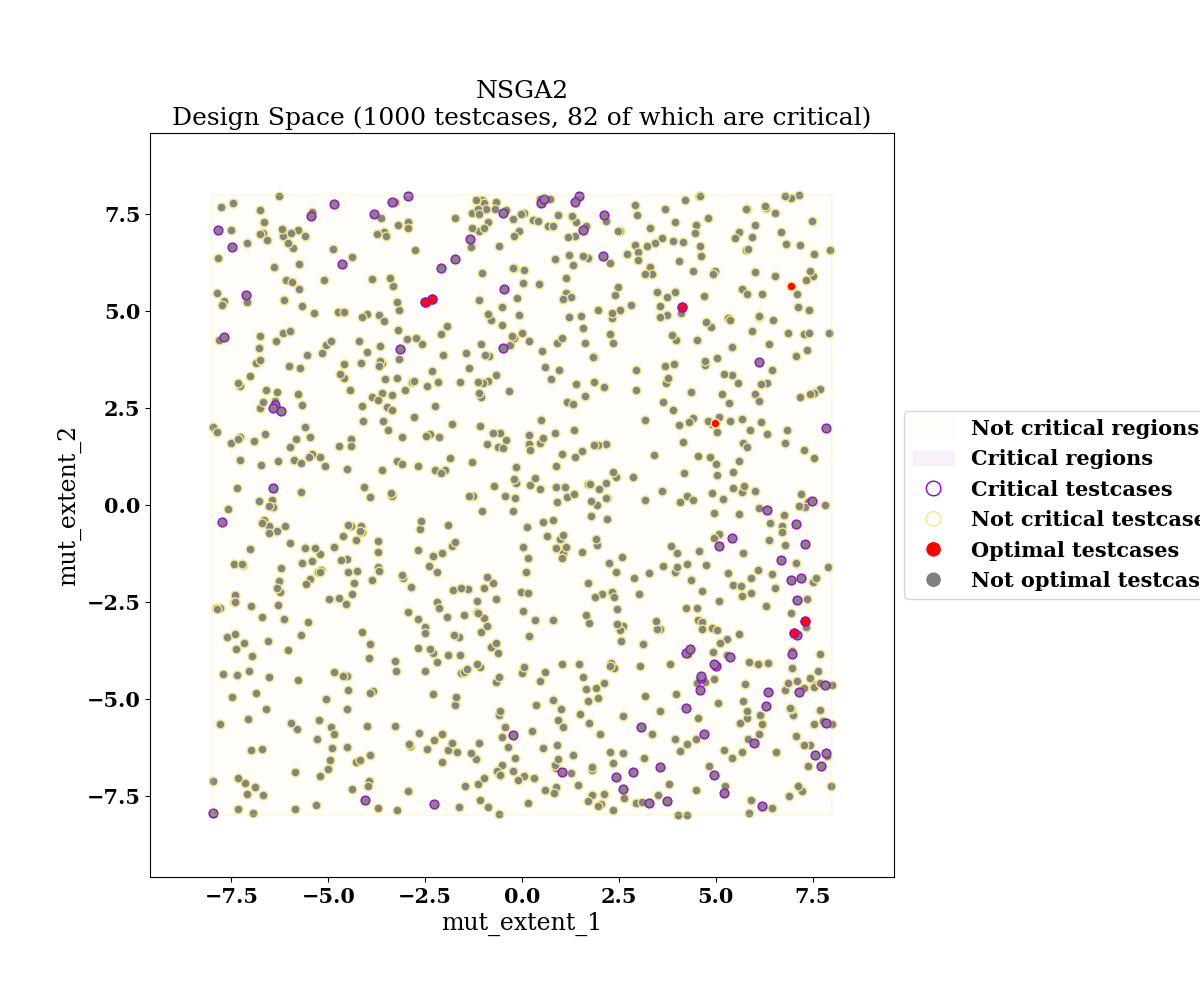 NSGA2
Design Space (1000 testcases, 82 of which are critical)
7.5
5.0
2.5
0.0
−2.5
−5.0
−7.5
mut_extent_2
−7.5 −5.0 −2.5 0.0 2.5 5.0 7.5
mut_extent_1
Not critical regions
Critical regions
Critical testcases
Not critical testcase
Optimal testcases
Not optimal testcas